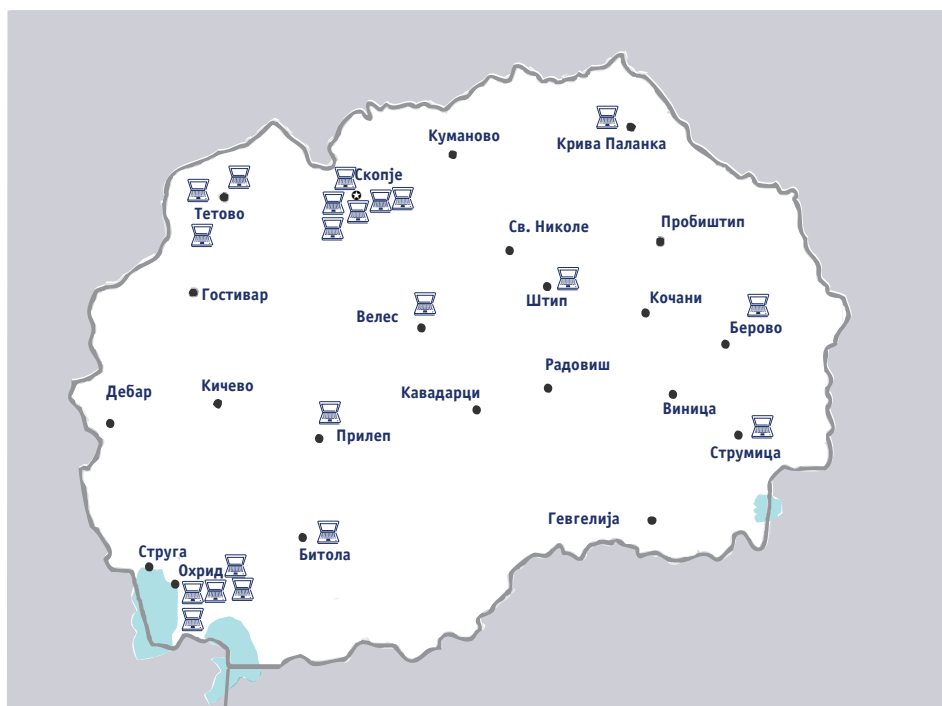 Куманово
Крива Паланка
Скопје
Тетово
Св. Николе
Пробиштип
Штип
Гостивар
Кочани
Велес
Берово
Радовиш
Дебар
Кичево
Кавадарци
Виница
Прилеп
Струмица
Гевгелија
Битола
Струга
Охрид